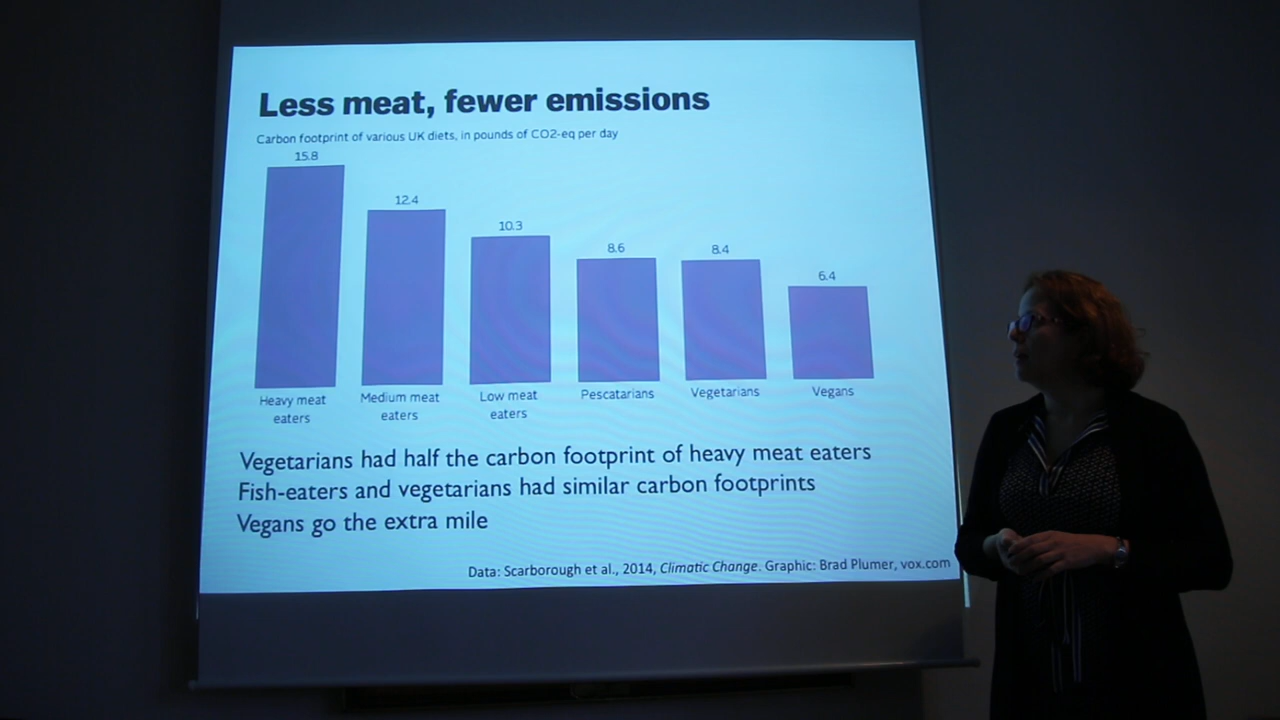 Less meat, fewer emissions
Carbon footprint of various UK diets, in pounds of CO2-eq per day
15.8
12.4
10.3
8.6
8.4
6.4
Heavy meat
eaters
Medium meat
eaters
Low meat
eaters
Pescatarians
Vegetarians
Vegans
Vegetarians had half the carbon footprint of heavy meat eaters
Fish-eaters and vegetarians had similar carbon footprints
Vegans go the extra mile
Data: Scarborough et al., 2014, Climatic Change. Graphic: Brad Plumer, vox.com